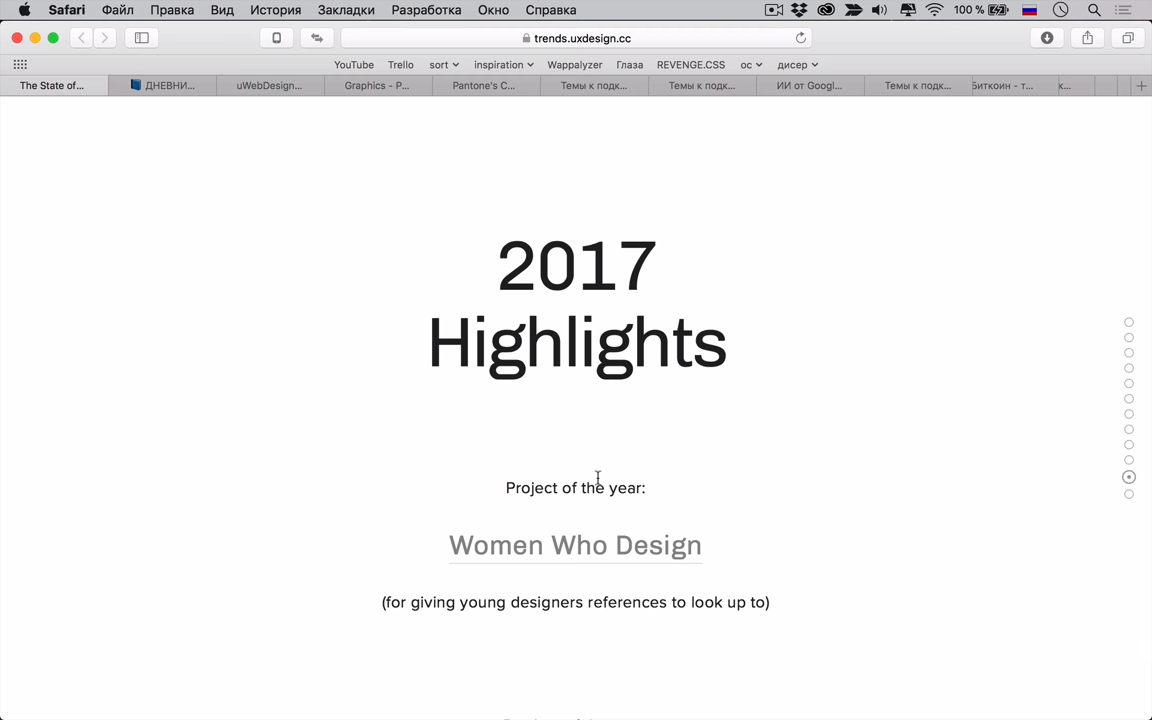 Safari Файл Правка Вид История Закладки Разработка Окно Справка 100 %
trends.uxdesign.cc
YouTube Trello sort inspiration Wappalyzer Глаза REVENGE.CSS ос дисер
The State of... ДНЕВНИ... uWebDesign... Graphics - P... Pantone's C... Темы к подк... Темы к подк... ИИ от Googl... Темы к подк... Биткоин - т... к...
2017
Highlights
Project of the year:
Women Who Design
(for giving young designers references to look up to)